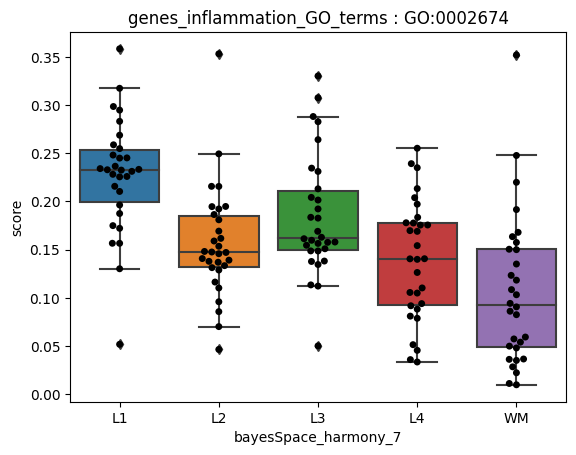 genes_inflammation_GO_terms : GO:0002674
score
0.35
0.30
0.25
0.20
0.15
0.10
0.05
0.00
L1 L2 L3 L4 WM
bayesSpace_harmony_7